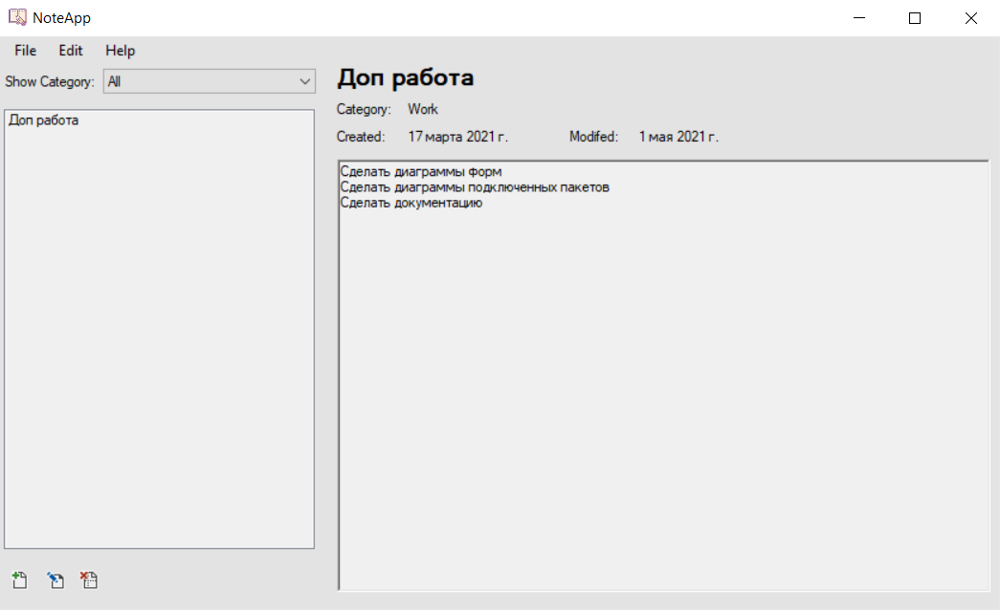 NoteApp
File Edit Help
Show Category: All
Доп работа
Доп работа
Category: Work
Created: 17 марта 2021 г. Modifed: 1 мая 2021 г.
Сделать диаграммы форм
Сделать диаграммы подключенных пакетов
Сделать документацию